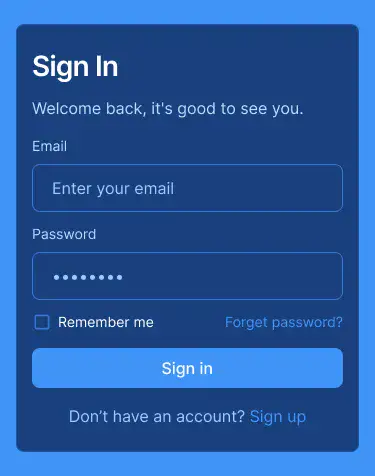 Sign In
Welcome back, it's good to see you.
Email
Enter your email
Password
••••••••
Remember me
Forget password?
Sign in
Don’t have an account? Sign up